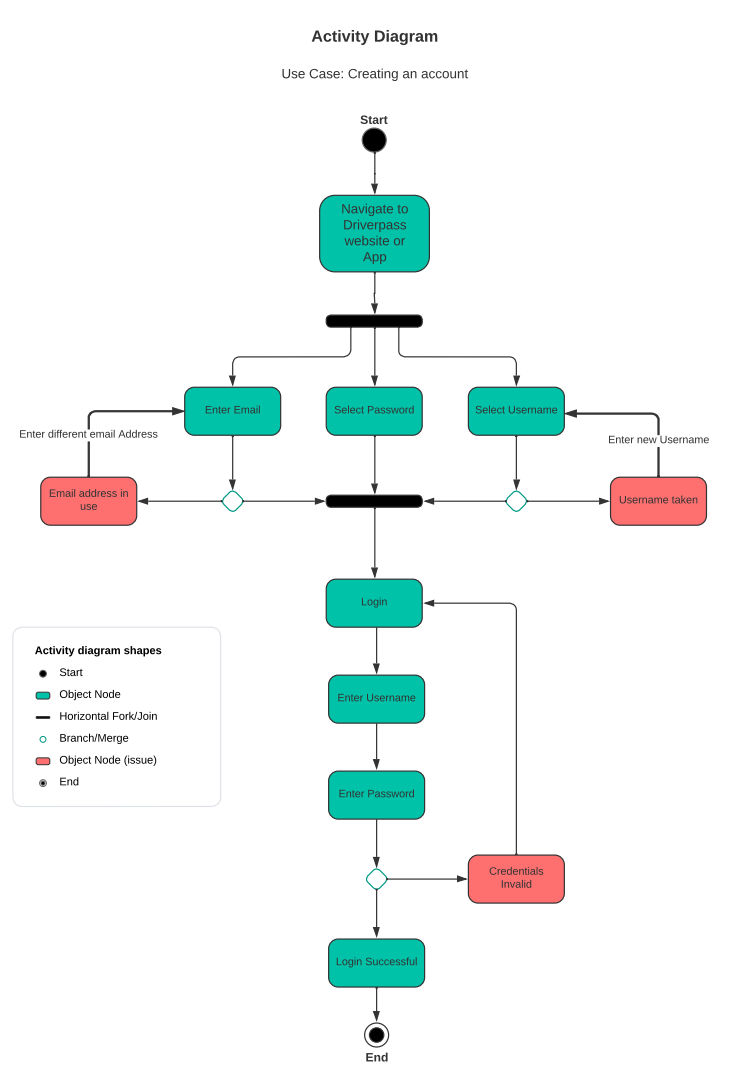 Activity Diagram
Use Case: Creating an account
Start
Navigate to
Driverpass
website or
App
Enter Email
Select Password
Select Username
Enter different email Address
Enter new Username
Email address in
use
Username taken
Login
Activity diagram shapes
Start
Object Node
Horizontal Fork/Join
Branch/Merge
Object Node (issue)
End
Enter Username
Enter Password
Credentials
Invalid
Login Successful
End